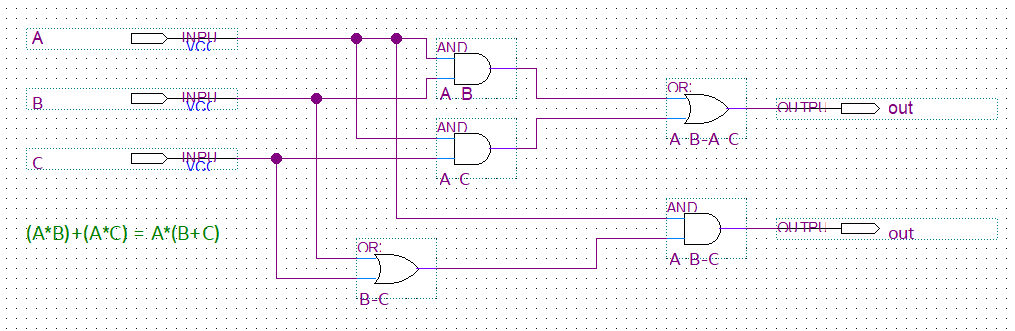 A INPU VCC
AND
B INPU VCC
A B
OR:
OUTPU out
AND
A B-A C
C INPU VCC
A C
AND
OUTPU out
(A*B)+(A*C) = A*(B+C)
OR:
A B-C
B-C